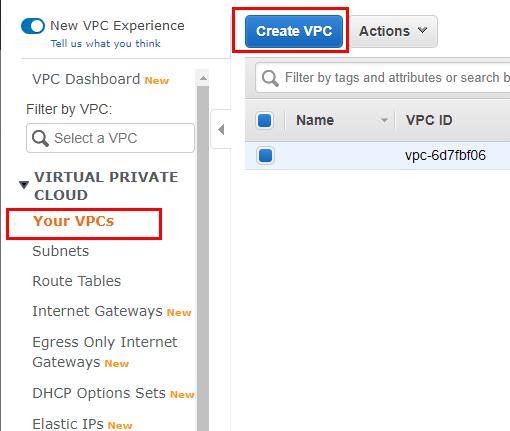 New VPC Experience
Tell us what you think
VPC Dashboard New
Filter by VPC:
Select a VPC
VIRTUAL PRIVATE
CLOUD
Your VPCs
Subnets
Route Tables
Internet Gateways New
Egress Only Internet
Gateways New
DHCP Options Sets New
Elastic IPs New
Create VPC Actions
Filter by tags and attributes or search b
Name VPC ID
vpc-6d7fbf06